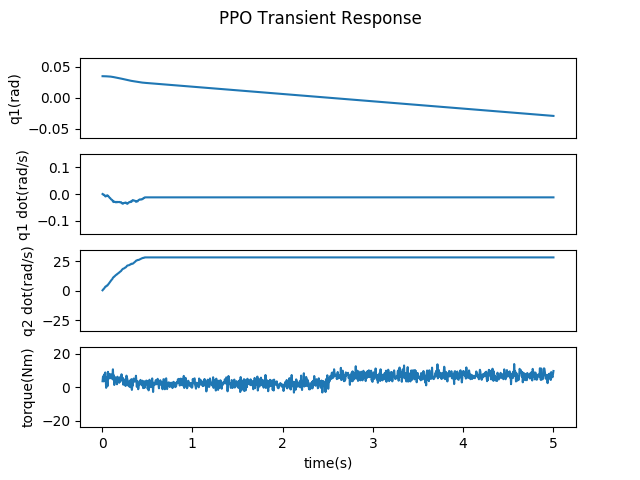 PPO Transient Response
0.05
0.00
−0.05
q1(rad)
0.1
0.0
−0.1
q1 dot(rad/s)
25
0
−25
q2 dot(rad/s)
20
0
−20
torque(Nm)
0 1 2 3 4 5
time(s)